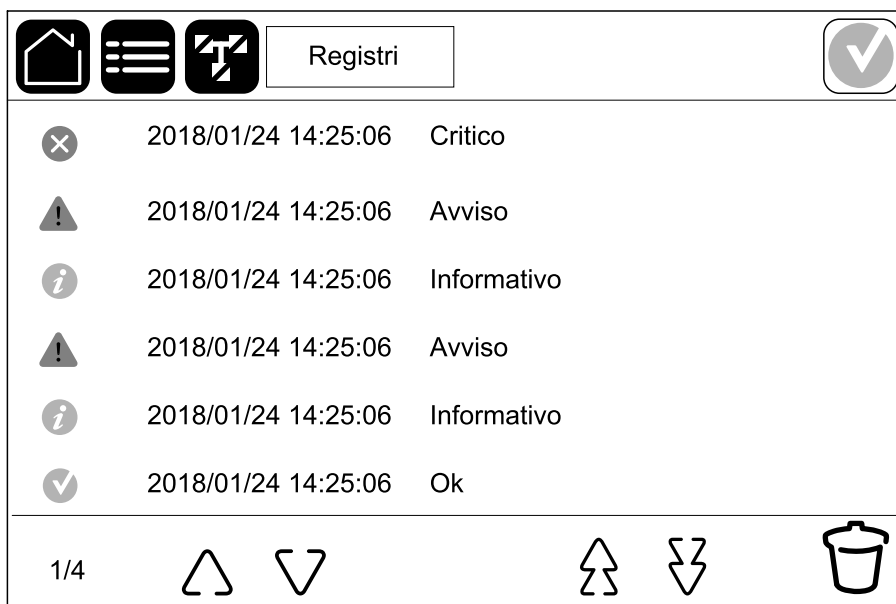 Registri
2018/01/24 14:25:06 Critico
2018/01/24 14:25:06 Avviso
2018/01/24 14:25:06 Informativo
2018/01/24 14:25:06 Avviso
2018/01/24 14:25:06 Informativo
2018/01/24 14:25:06 Ok
1/4